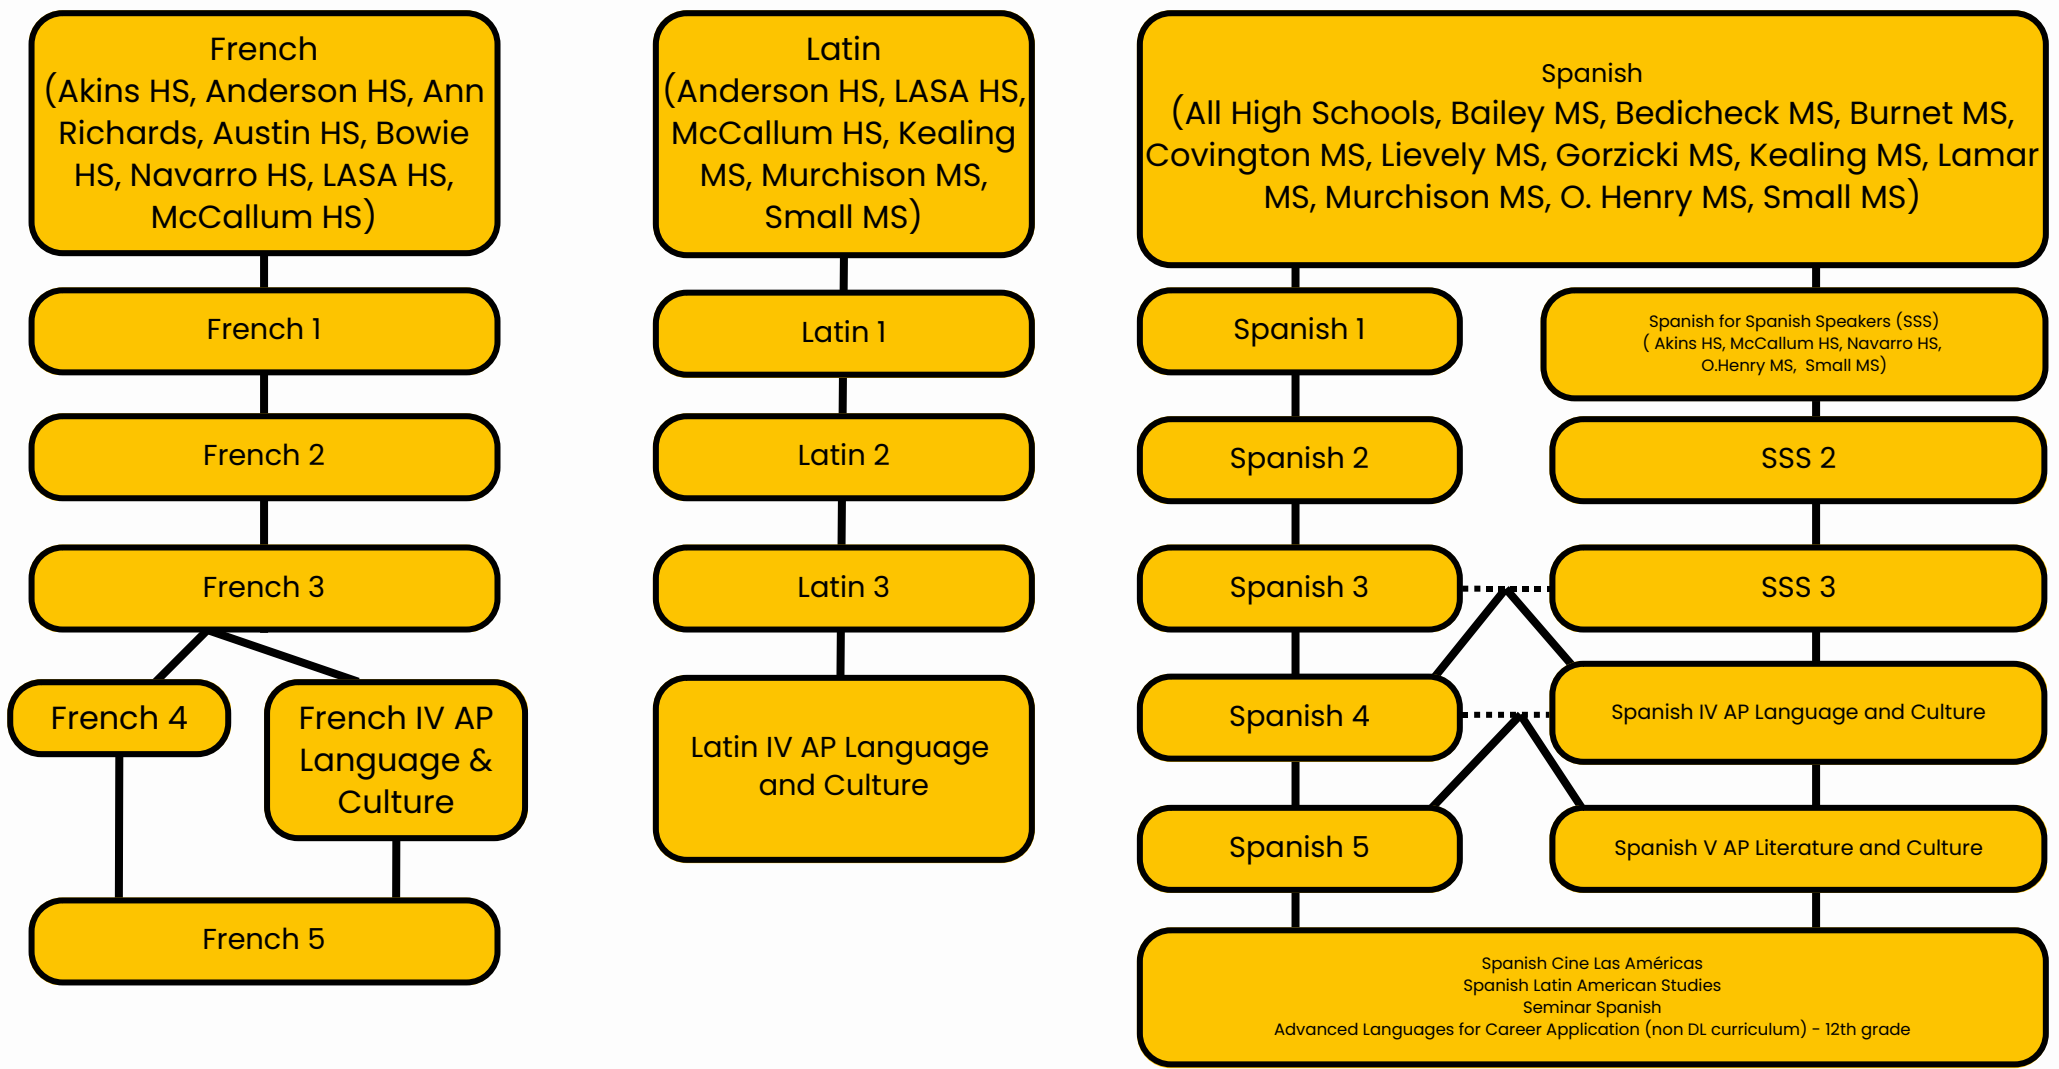 French
(Akins HS, Anderson HS, Ann
Richards, Austin HS, Bowie
HS, Navarro HS, LASA HS,
McCallum HS)
French 1
French 2
French 3
French 4
French IV AP
Language &
Culture
French 5
Latin
(Anderson HS, LASA HS,
McCallum HS, Kealing
MS, Murchison MS,
Small MS)
Latin 1
Latin 2
Latin 3
Latin IV AP Language
and Culture
Spanish
(All High Schools, Bailey MS, Bedicheck MS, Burnet MS,
Covington MS, Lievely MS, Gorzicki MS, Kealing MS, Lamar
MS, Murchison MS, O. Henry MS, Small MS)
Spanish 1
Spanish 2
Spanish 3
Spanish 4
Spanish 5
Spanish for Spanish Speakers (SSS)
( Akins HS, McCallum HS, Navarro HS,
O.Henry MS,  Small MS)
SSS 2
SSS 3
Spanish IV AP Language and Culture
Spanish V AP Literature and Culture
Spanish Cine Las Américas
Spanish Latin American Studies
Seminar Spanish
Advanced Languages for Career Application (non DL curriculum) - 12th grade